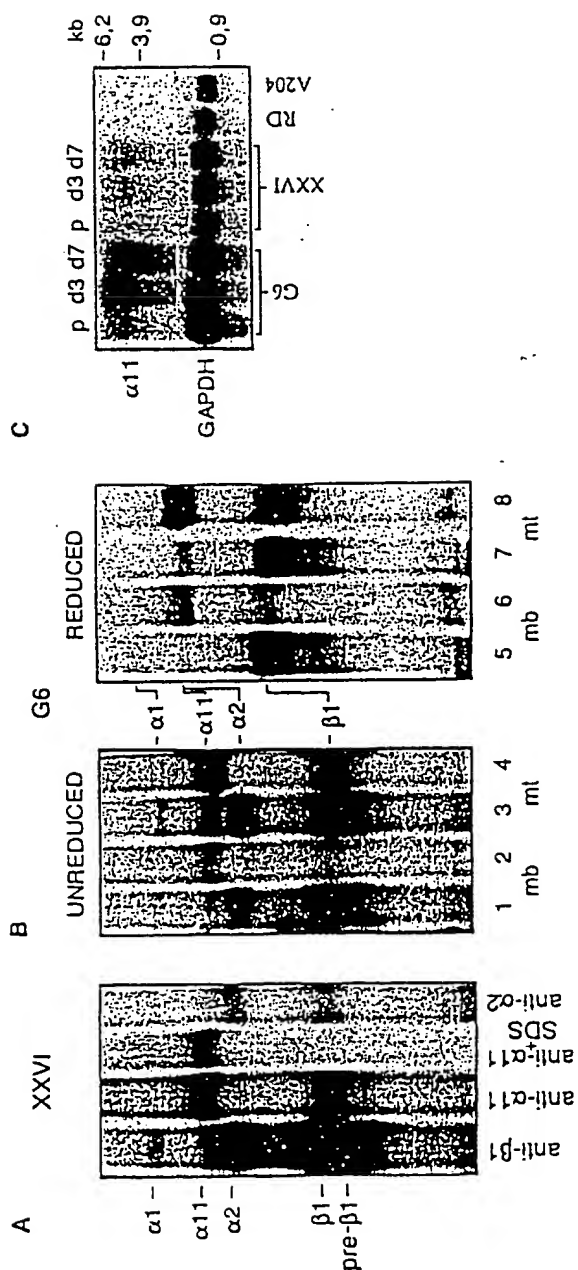 A
XXVI
α1
α11
α2
β1
pre-β1
anti-β1
anti-α11
anti-α11
+
SDS
anti-α2
B
G6
UNREDUCED
REDUCED
α1
α11
α2
β1
1 2 3 4
mb mt
5 6 7 8
mb mt
C
p d3 d7 p d3 d7
kb
α11
GAPDH
-6,2
-3,9
-0,9
G6
XXVI
RD
A204